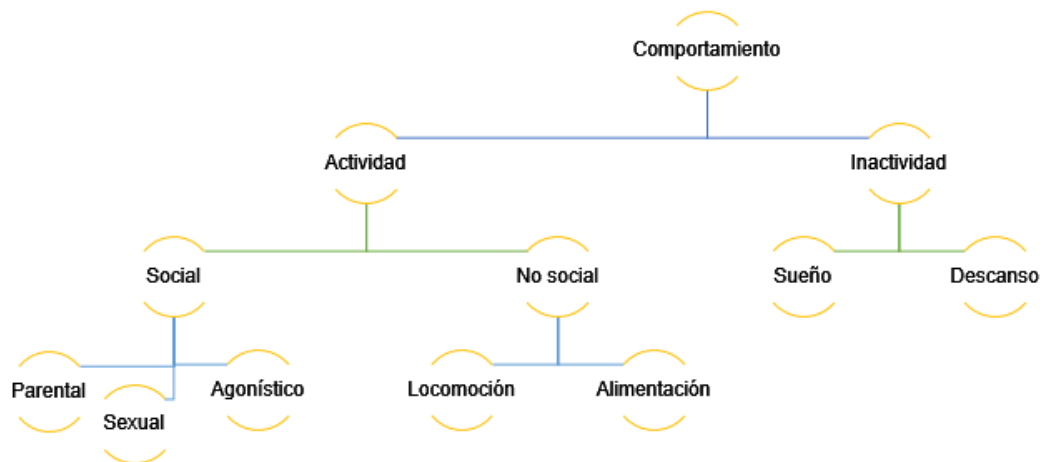 Comportamiento
Actividad
Inactividad
Social
No social
Sueño
Descanso
Parental
Sexual
Agonístico
Locomoción
Alimentación